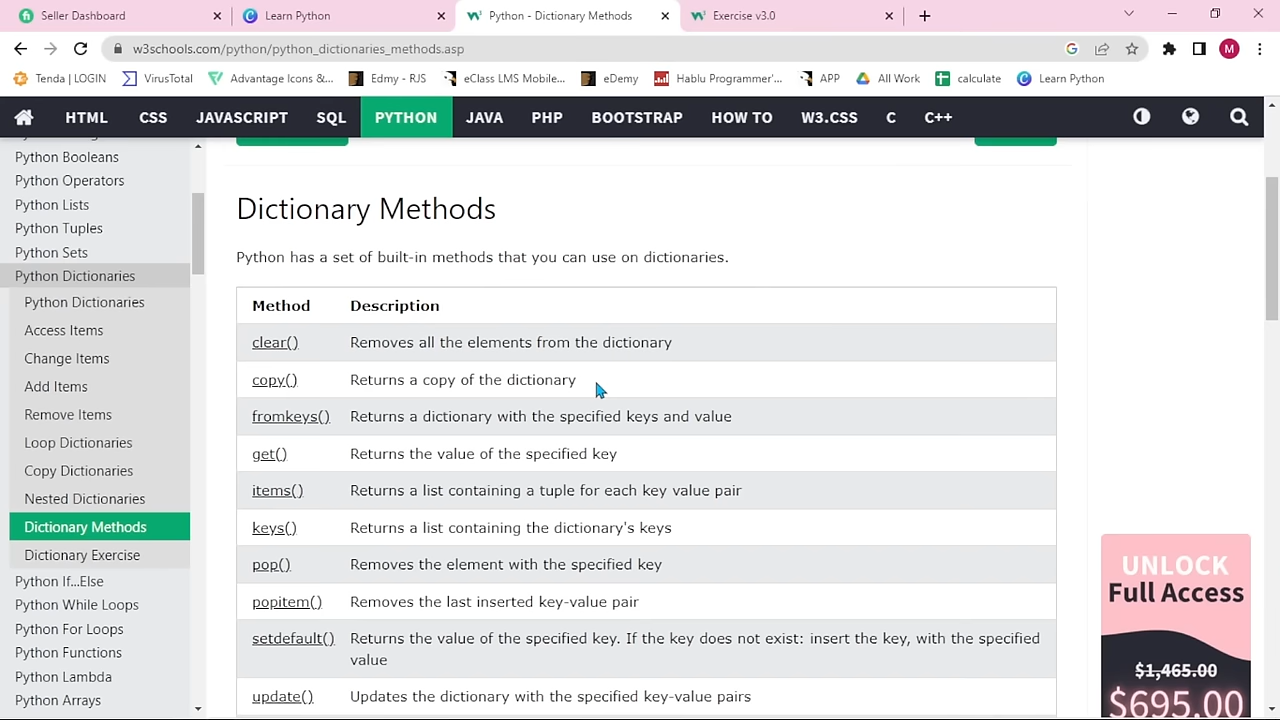 Seller Dashboard
Learn Python
Python - Dictionary Methods
Exercise v3.0
w3schools.com/python/python_dictionaries_methods.asp
M
Tenda | LOGIN
VirusTotal
Advantage Icons &...
Edmy - RJS
eClass LMS Mobile...
eDemy
Hablu Programmer'...
APP
All Work
calculate
Learn Python
HTML
CSS
JAVASCRIPT
SQL
PYTHON
JAVA
PHP
BOOTSTRAP
HOW TO
W3.CSS
C
C++
Python Booleans
Python Operators
Python Lists
Python Tuples
Python Sets
Python Dictionaries
Python Dictionaries
Access Items
Change Items
Add Items
Remove Items
Loop Dictionaries
Copy Dictionaries
Nested Dictionaries
Dictionary Methods
Dictionary Exercise
Python If...Else
Python While Loops
Python For Loops
Python Functions
Python Lambda
Python Arrays
Dictionary Methods
Python has a set of built-in methods that you can use on dictionaries.
Method Description
clear() Removes all the elements from the dictionary
copy() Returns a copy of the dictionary
fromkeys() Returns a dictionary with the specified keys and value
get() Returns the value of the specified key
items() Returns a list containing a tuple for each key value pair
keys() Returns a list containing the dictionary's keys
pop() Removes the element with the specified key
popitem() Removes the last inserted key-value pair
setdefault() Returns the value of the specified key. If the key does not exist: insert the key, with the specified
value
update() Updates the dictionary with the specified key-value pairs
UNLOCK
Full Access
$1,465.00
$695.00